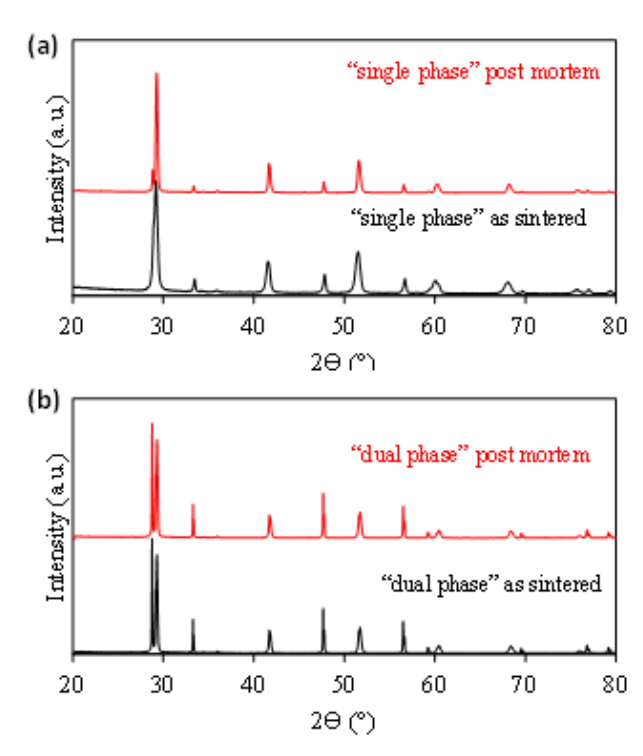 (a)
"single phase" post mortem
Intensity (a.u.)
"single phase" as sintered
20 30 40 50 60 70 80
2Θ (°)
(b)
"dual phase" post mortem
Intensity (a.u.)
"dual phase" as sintered
20 30 40 50 60 70 80
2Θ (°)